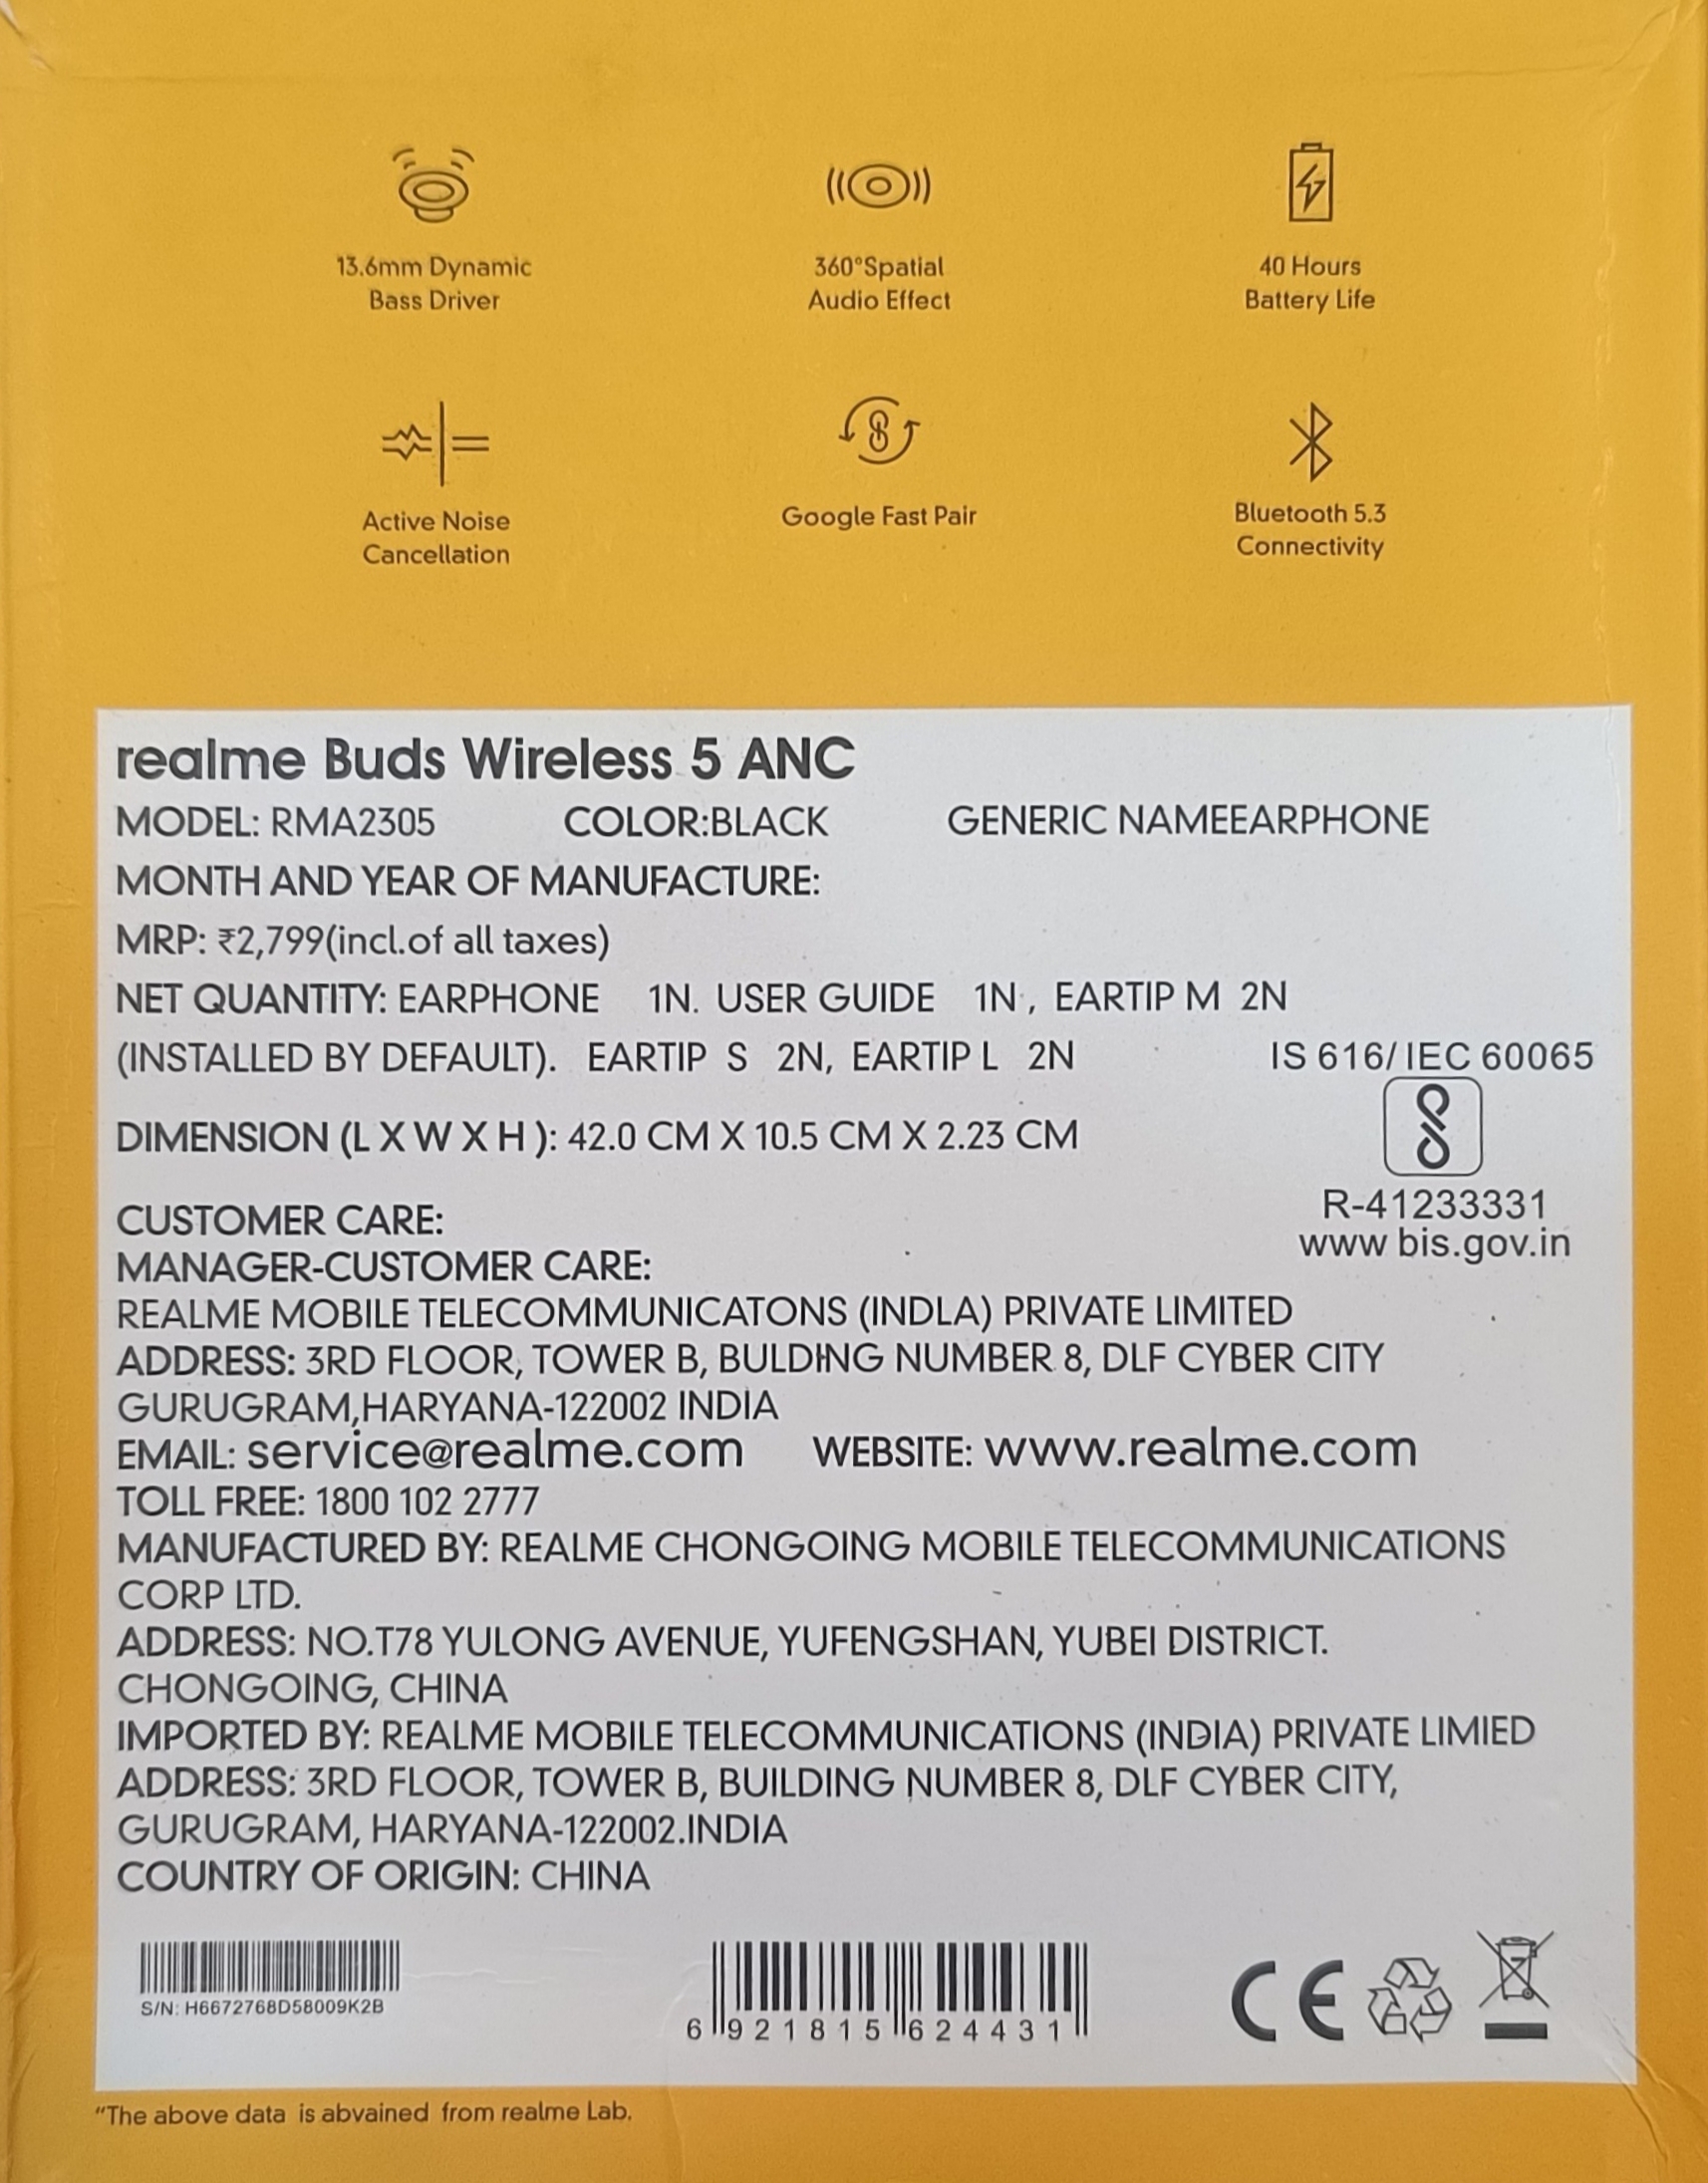 13.6mm Dynamic
Bass Driver
360°Spatial
Audio Effect
40 Hours
Battery Life
Active Noise
Cancellation
Google Fast Pair
Bluetooth 5.3
Connectivity
realme Buds Wireless 5 ANC
MODEL: RMA2305 COLOR:BLACK GENERIC NAMEEARPHONE
MONTH AND YEAR OF MANUFACTURE:
MRP: ₹2,799(incl.of all taxes)
NET QUANTITY: EARPHONE 1N. USER GUIDE 1N, EARTIP M 2N
(INSTALLED BY DEFAULT). EARTIP S 2N, EARTIP L 2N
IS 616/IEC 60065
DIMENSION (L X W X H ): 42.0 CM X 10.5 CM X 2.23 CM
R-41233331
www bis.gov.in
CUSTOMER CARE:
MANAGER-CUSTOMER CARE:
REALME MOBILE TELECOMMUNICATONS (INDLA) PRIVATE LIMITED
ADDRESS: 3RD FLOOR, TOWER B, BULDING NUMBER 8, DLF CYBER CITY
GURUGRAM,HARYANA-122002 INDIA
EMAIL: service@realme.com WEBSITE: www.realme.com
TOLL FREE: 1800 102 2777
MANUFACTURED BY: REALME CHONGOING MOBILE TELECOMMUNICATIONS
CORP LTD.
ADDRESS: NO.T78 YULONG AVENUE, YUFENGSHAN, YUBEI DISTRICT.
CHONGOING, CHINA
IMPORTED BY: REALME MOBILE TELECOMMUNICATIONS (INDIA) PRIVATE LIMIED
ADDRESS: 3RD FLOOR, TOWER B, BUILDING NUMBER 8, DLF CYBER CITY,
GURUGRAM, HARYANA-122002.INDIA
COUNTRY OF ORIGIN: CHINA
S/N: H6672768D58009K2B
6 921815 624431
CE
"The above data is abvained from realme Lab.